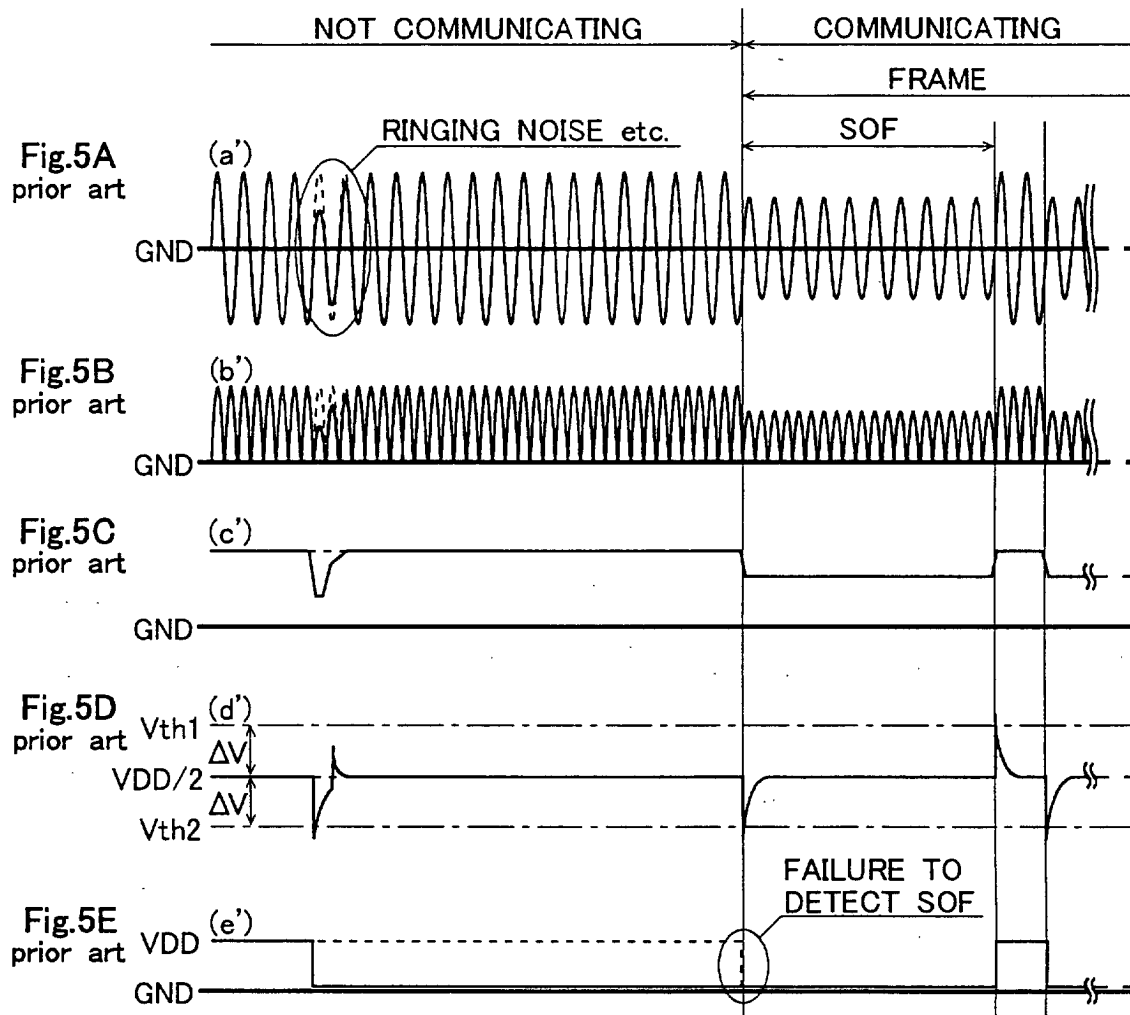 NOT COMMUNICATING
COMMUNICATING
FRAME
RINGING NOISE etc.
SOF
Fig.5A
prior art
(a')
GND
Fig.5B
prior art
(b')
GND
Fig.5C
prior art
(c')
GND
Fig.5D
prior art
(d')
Vth1
ΔV
VDD/2
ΔV
Vth2
FAILURE TO
DETECT SOF
Fig.5E
prior art
(e')
VDD
GND